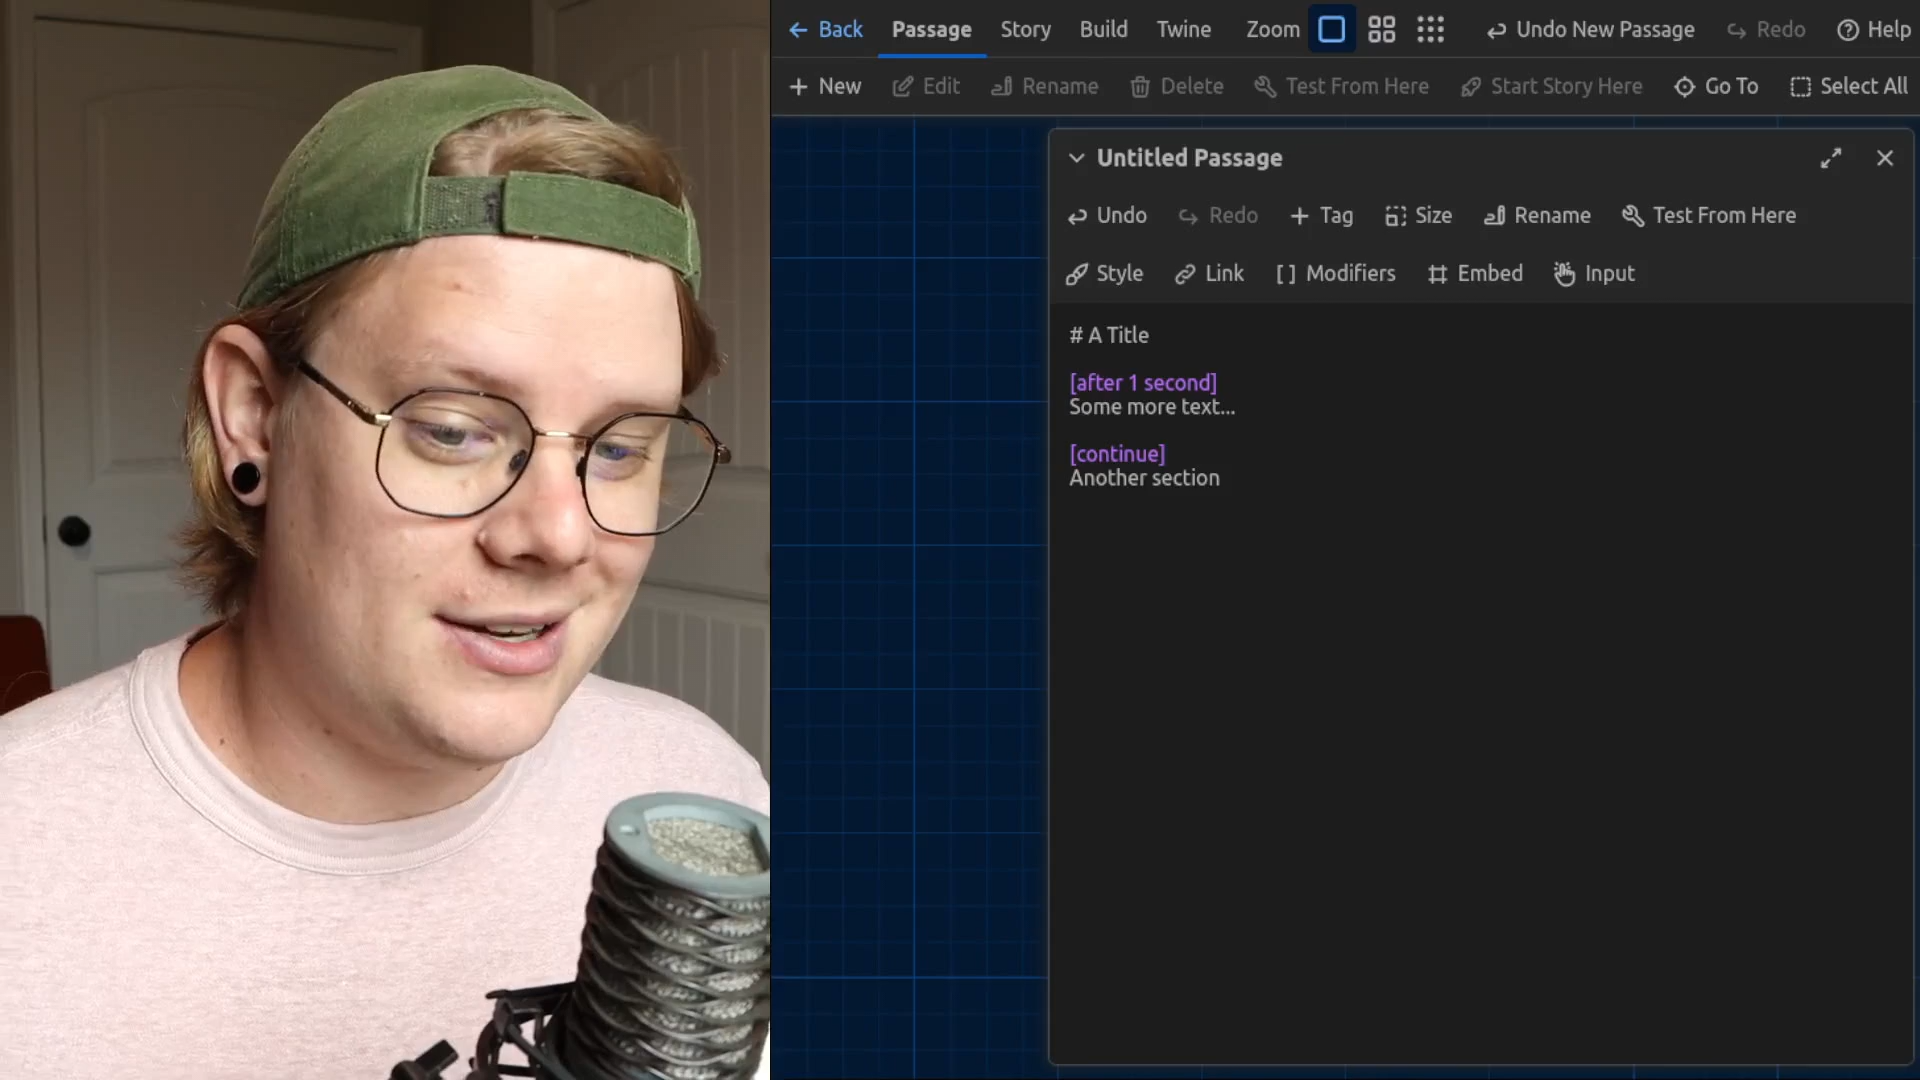 Back Passage Story Build Twine Zoom Undo New Passage Redo Help
New Edit Rename Delete Test From Here Start Story Here Go To Select All
Untitled Passage
Undo Redo Tag Size Rename Test From Here
Style Link [ ] Modifiers Embed Input
# A Title
[after 1 second]
Some more text...
[continue]
Another section